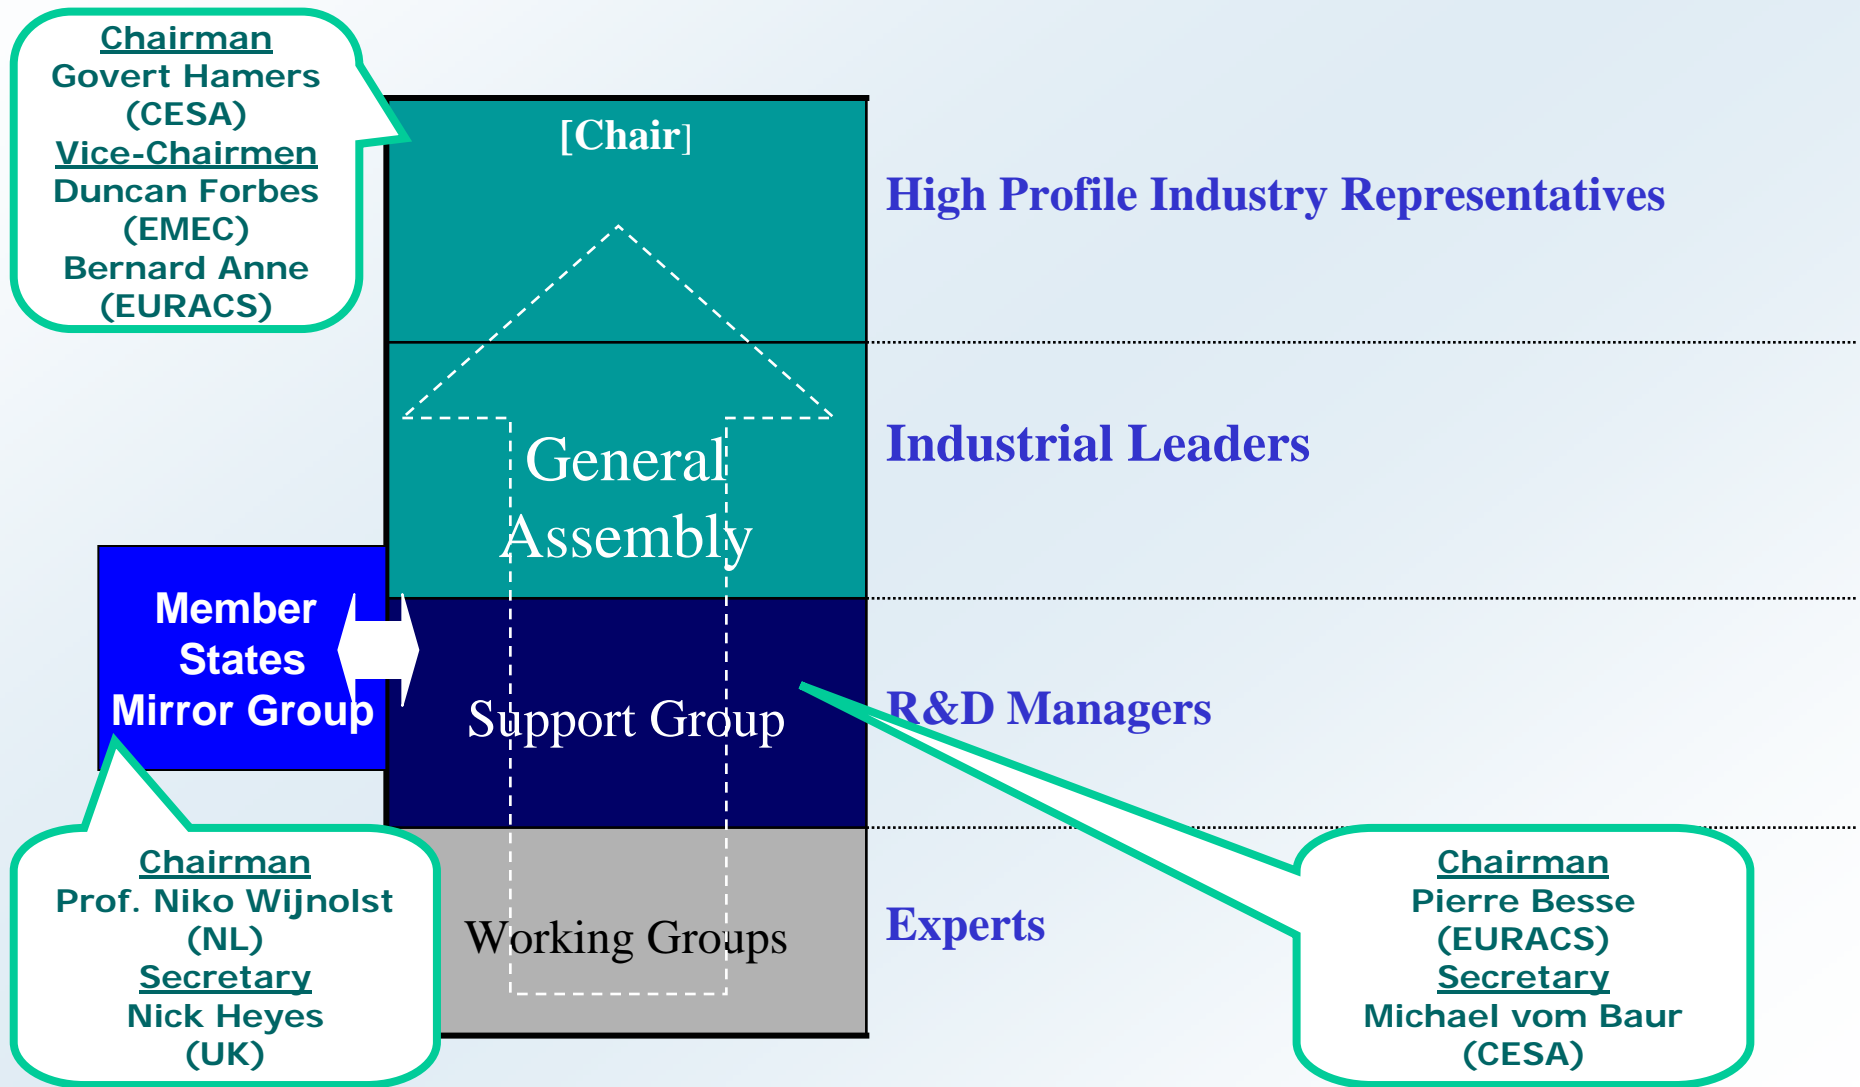 Chairman
Govert Hamers
(CESA)
Vice-Chairmen
Duncan Forbes
(EMEC)
Bernard Anne
(EURACS)
[Chair]
High Profile Industry Representatives
General
Assembly
Industrial Leaders
Member
States
Mirror Group
Support Group
R&D Managers
Working Groups
Experts
Chairman
Prof. Niko Wijnolst
(NL)
Secretary
Nick Heyes
(UK)
Chairman
Pierre Besse
(EURACS)
Secretary
Michael vom Baur
(CESA)